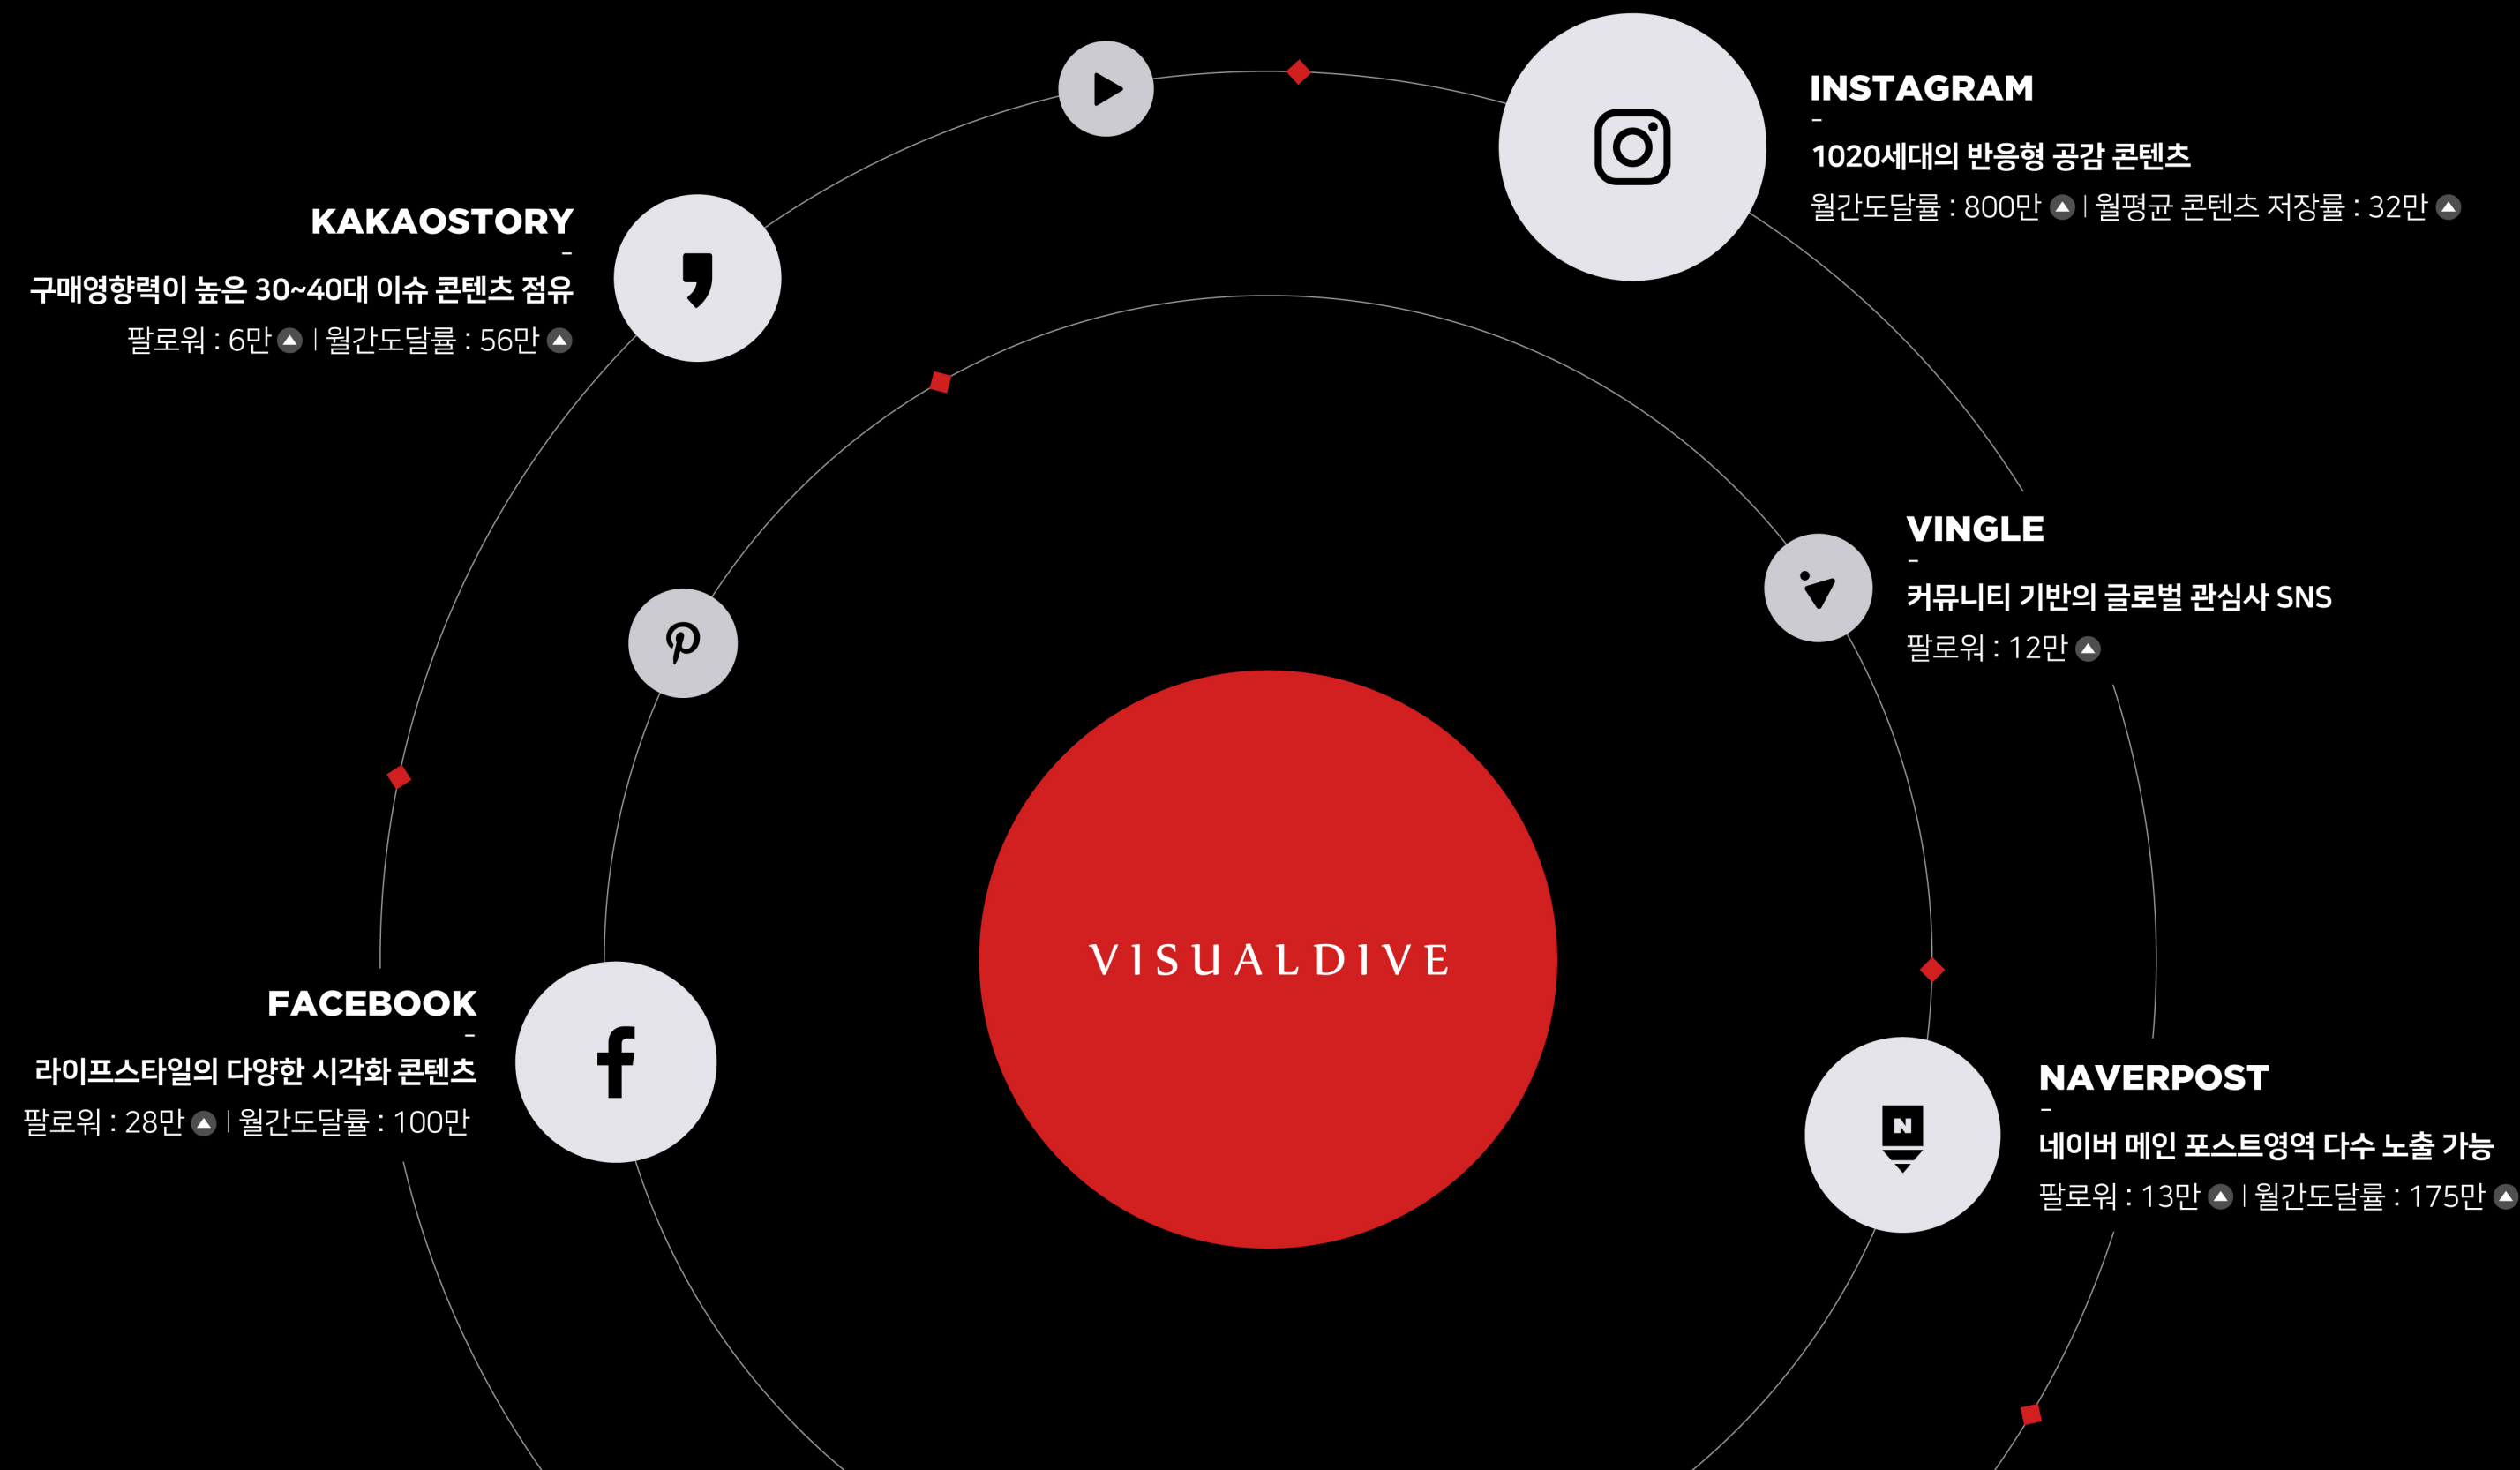 INSTAGRAM
1020세대의 반응형 공감 콘텐츠
월간도달률 : 800만 ▲ | 월평균 콘텐츠 저장률 : 32만 ▲
KAKAOSTORY
구매영향력이 높은 30~40대 이슈 콘텐츠 점유
팔로워 : 6만 ▲ | 월간도달률 : 56만 ▲
VINGLE
커뮤니티 기반의 글로벌 관심사 SNS
팔로워 : 12만 ▲
VISUALDIVE
FACEBOOK
라이프스타일의 다양한 시각화 콘텐츠
팔로워 : 28만 ▲ | 월간도달률 : 100만
N
NAVERPOST
네이버 메인 포스트영역 다수 노출 가능
팔로워 : 13만 ▲ | 월간도달률 : 175만 ▲